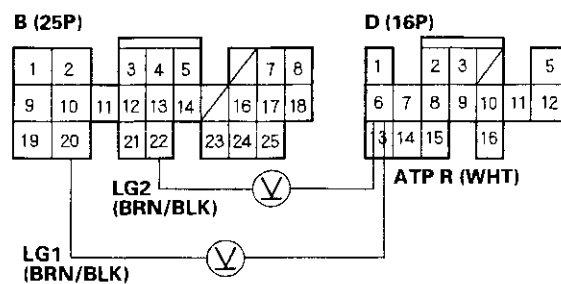 B (25P)
D (16P)
1 2 3 4 5 7 8
1 2 3 5
9 10 11 12 13 14 16 17 18
6 7 8 9 10 11 12
19 20 21 22 23 24 25
13 14 15 16
V
ATP R (WHT)
LG2
(BRN/BLK)
V
LG1
(BRN/BLK)